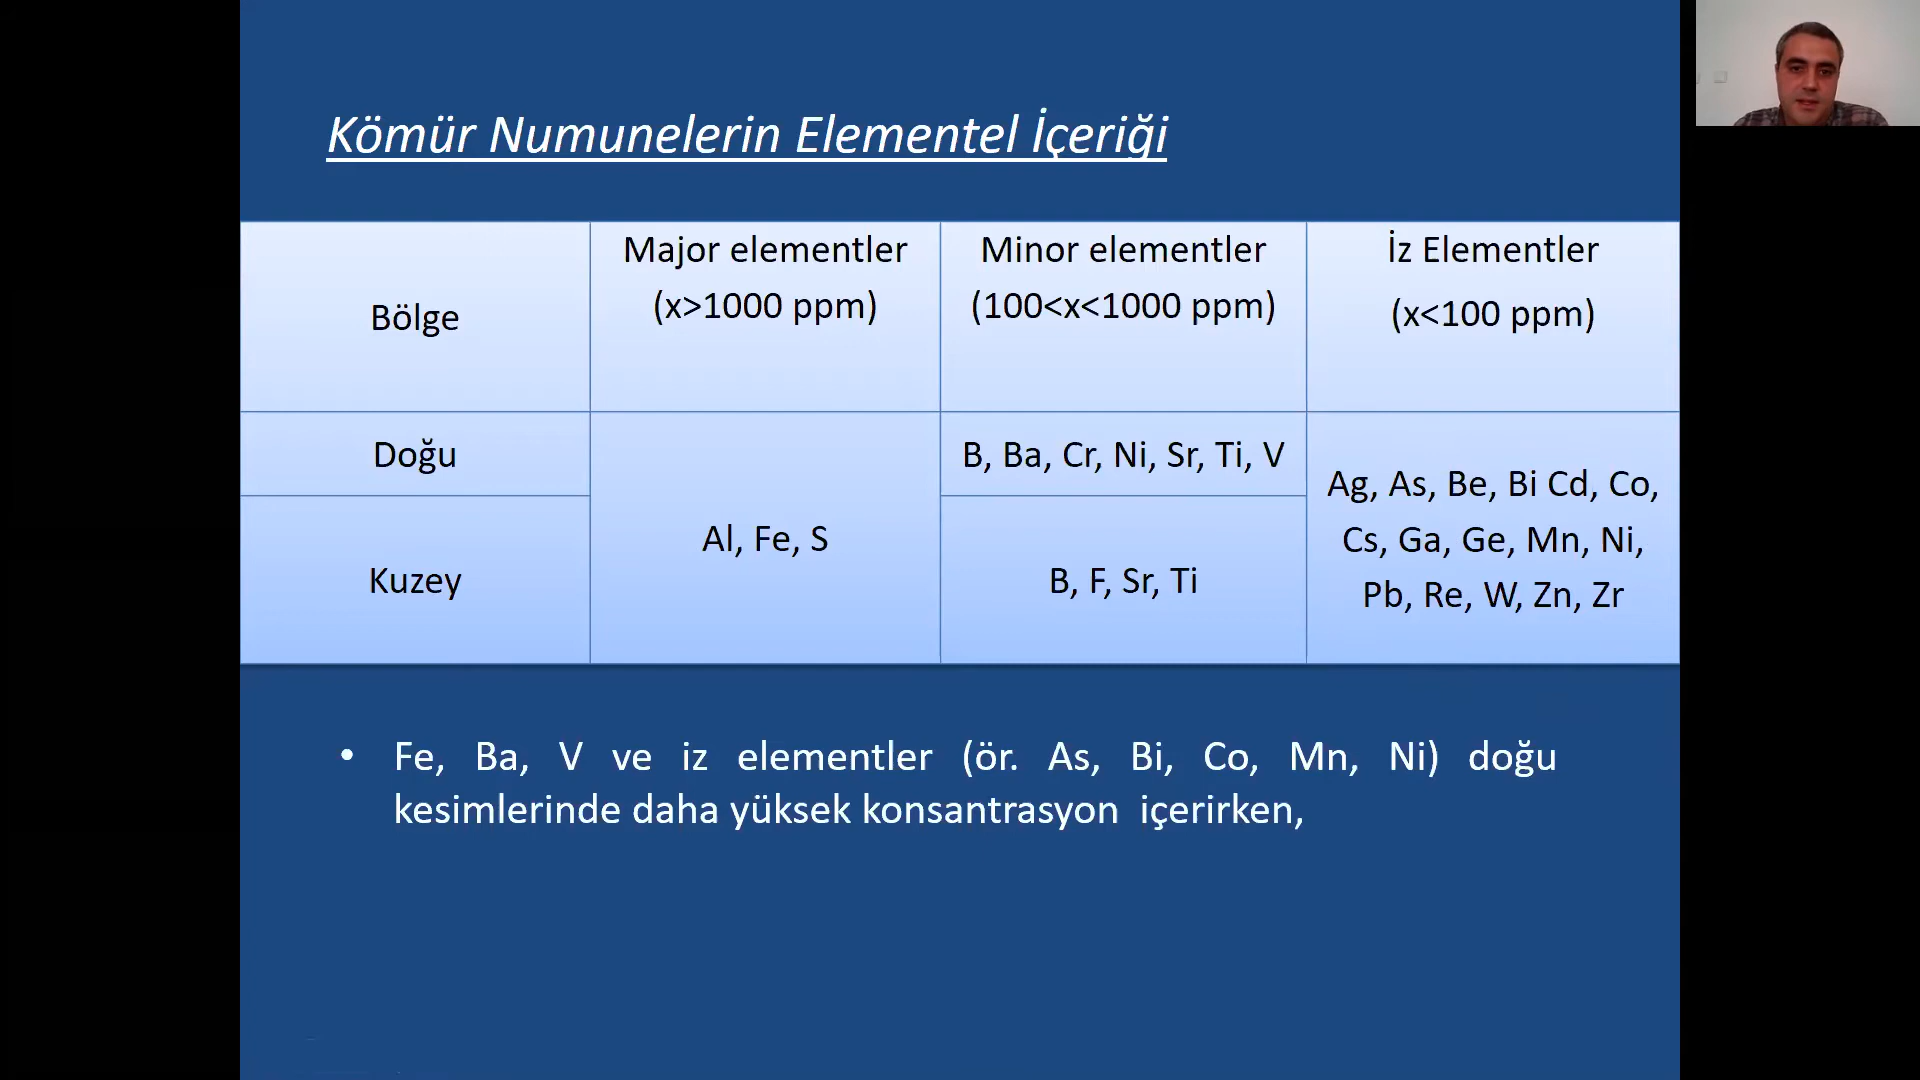 Kömür Numunelerin Elementel İçeriği
Bölge
Major elementler
(x>1000 ppm)
Minor elementler
(100<x<1000 ppm)
İz Elementler
(x<100 ppm)
Doğu
Al, Fe, S
B, Ba, Cr, Ni, Sr, Ti, V
Ag, As, Be, Bi Cd, Co,
Cs, Ga, Ge, Mn, Ni,
Pb, Re, W, Zn, Zr
Kuzey
B, F, Sr, Ti
• Fe, Ba, V ve iz elementler (ör. As, Bi, Co, Mn, Ni) doğu
kesimlerinde daha yüksek konsantrasyon içerirken,